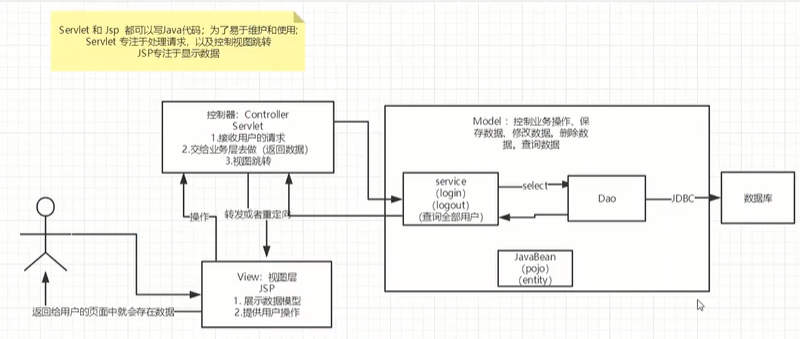 Servlet 和 Jsp 都可以写Java代码；为了易于维护和使用;
Servlet 专注于处理请求，以及控制视图跳转
JSP专注于显示数据
控制器：Controller
Servlet
1.接收用户的请求
2.交给业务层去做（返回数据）
3.视图跳转
Model ：控制业务操作、保
存数据、修改数据。删除数
据。查询数据
service
（login）
（logout）
(查询全部用户)
select
Dao
JDBC
数据库
JavaBean
（pojo）
（entity）
操作
转发或者重定向
View：视图层
JSP
1. 展示数据模型
2.提供用户操作
返回给用户的页面中就会存在数据